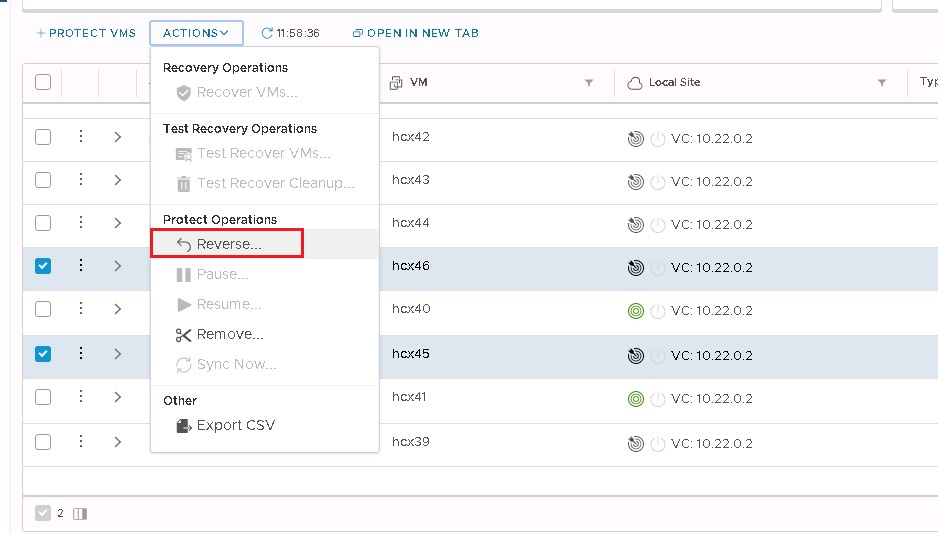 PROTECT VMS ACTIONS 11:58:36 OPEN IN NEW TAB
Recovery Operations
Recover VMs...
Test Recovery Operations
Test Recover VMs...
Test Recover Cleanup...
Protect Operations
Reverse...
Pause...
Resume...
Remove...
Sync Now...
Other
Export CSV
VM Local Site Typ
hcx42 VC: 10.22.0.2
hcx43 VC: 10.22.0.2
hcx44 VC: 10.22.0.2
hcx46 VC: 10.22.0.2
hcx40 VC: 10.22.0.2
hcx45 VC: 10.22.0.2
hcx41 VC: 10.22.0.2
hcx39 VC: 10.22.0.2
2